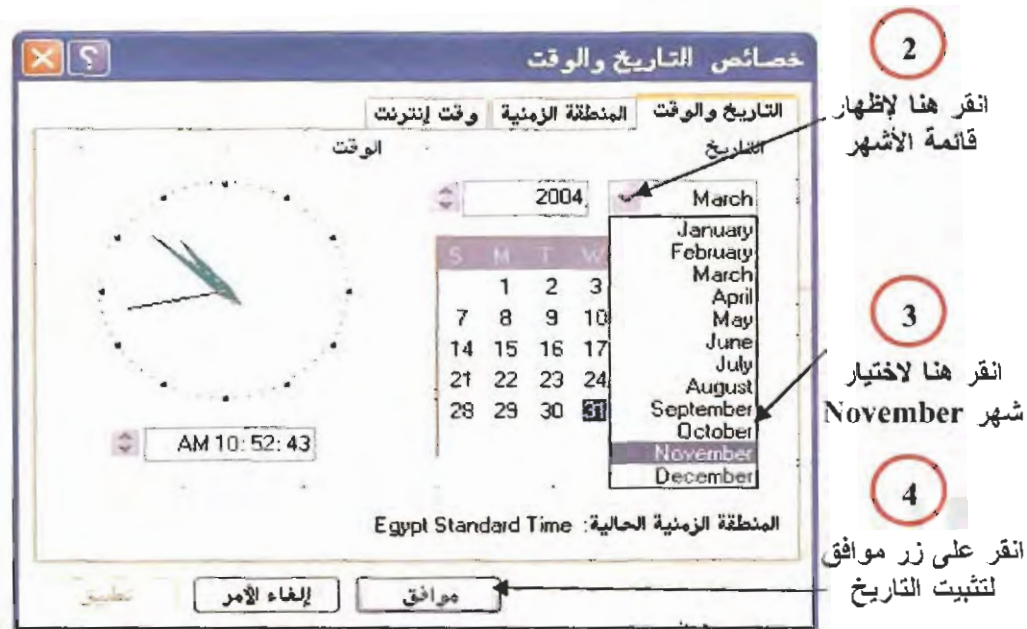 خصائص التاريخ والوقت
التاريخ والوقت المنطقة الزمنية وقت إنترنت
التاريخ
الوقت
March
2004
January
February
March
April
May
June
July
August
September
October
November
December
S M T W
1 2 3
7 8 9 10
14 15 16 17
21 22 23 24
28 29 30 31
AM 10:52:43
المنطقة الزمنية الحالية: Egypt Standard Time
موافق
إلغاء الأمر
تطبيق
2
انقر هنا لإظهار
قائمة الأشهر
3
انقر هنا لاختيار
شهر November
4
انقر على زر موافق
لتثبيت التاريخ